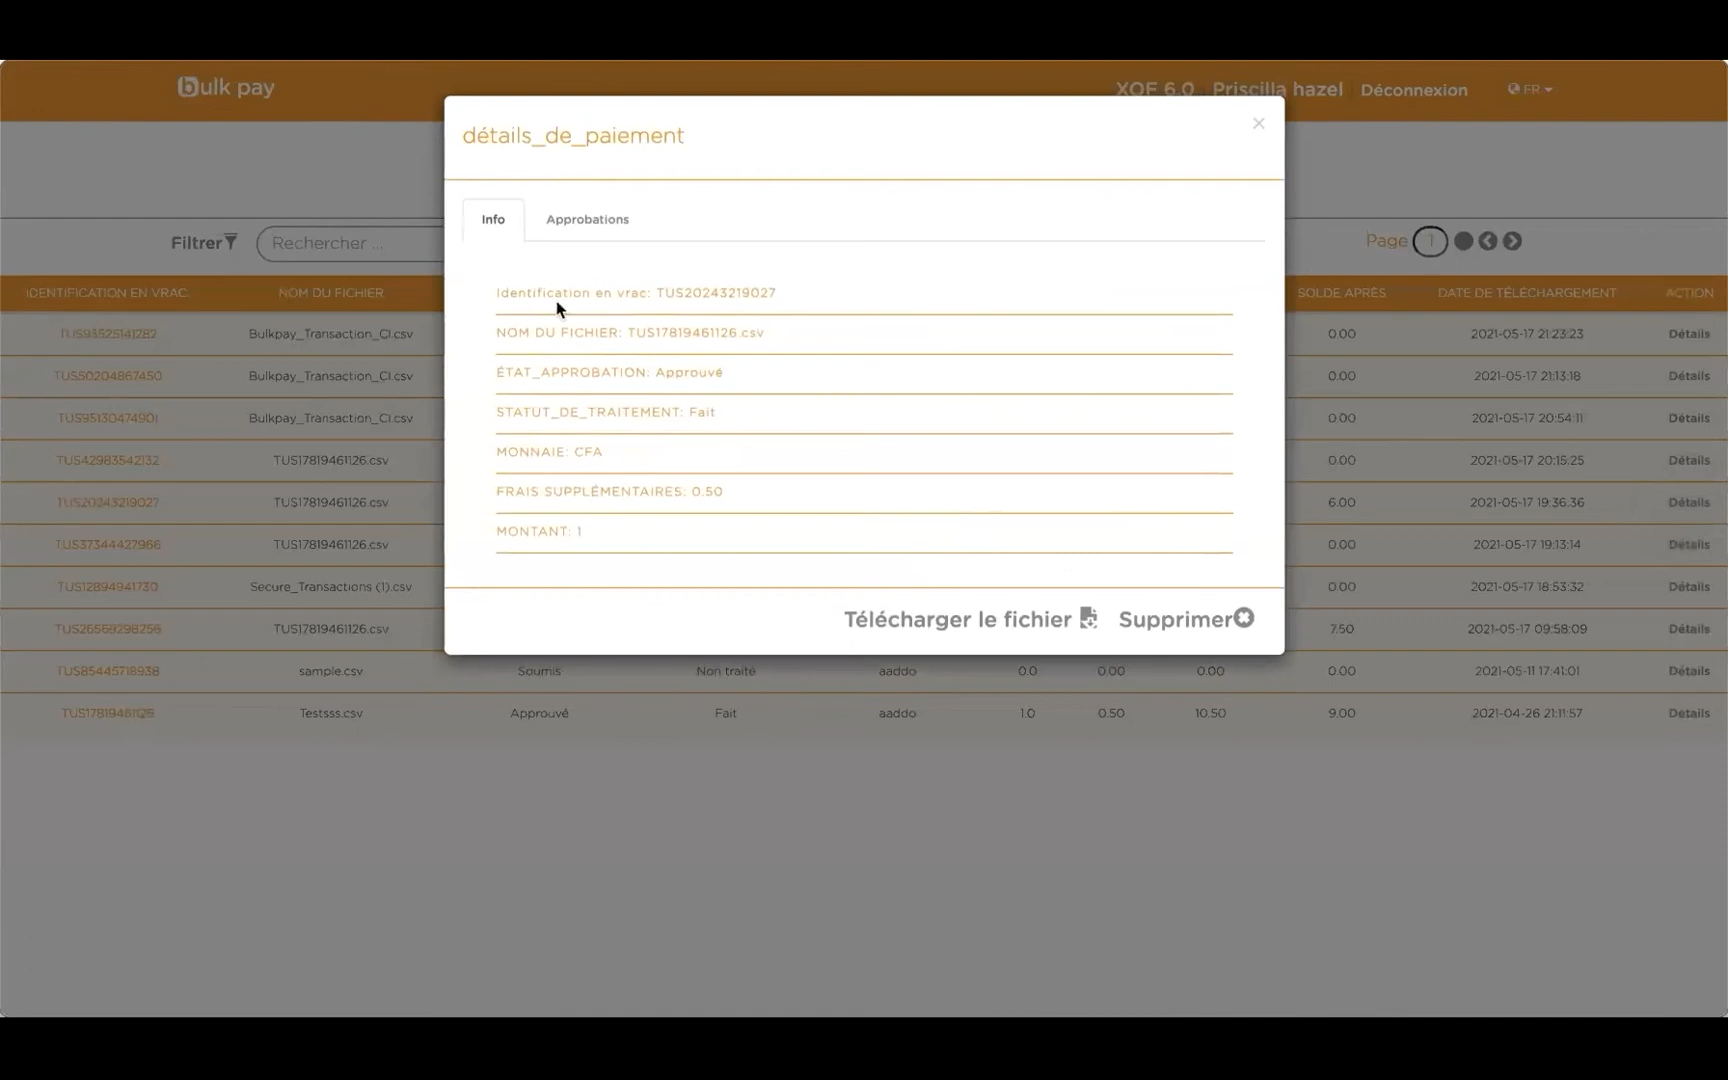 bulk pay
XOF 6.0 Priscilla hazel Déconnexion FR
détails_de_paiement
×
Info Approbations
Filtrer Rechercher ...
Page 1
IDENTIFICATION EN VRAC NOM DU FICHIER SOLDE APRÈS DATE DE TÉLÉCHARGEMENT ACTION
Identification en vrac: TUS20243219027
NOM DU FICHIER: TUS17819461126.csv
ÉTAT_APPROBATION: Approuvé
STATUT_DE_TRAITEMENT: Fait
MONNAIE: CFA
FRAIS SUPPLÉMENTAIRES: 0.50
MONTANT: 1
Télécharger le fichier Supprimer
TUS93525141282 Bulkpay_Transaction_CI.csv 0.00 2021-05-17 21:23:23 Détails
TUS50204867450 Bulkpay_Transaction_CI.csv 0.00 2021-05-17 21:13:18 Détails
TUS95130474901 Bulkpay_Transaction_CI.csv 0.00 2021-05-17 20:54:11 Détails
TUS42983542132 TUS17819461126.csv 0.00 2021-05-17 20:15:25 Détails
TUS20243219027 TUS17819461126.csv 6.00 2021-05-17 19:36:36 Détails
TUS37344427966 TUS17819461126.csv 0.00 2021-05-17 19:13:14 Détails
TUS12894941730 Secure_Transactions (1).csv 0.00 2021-05-17 18:53:32 Détails
TUS26569298256 TUS17819461126.csv 7.50 2021-05-17 09:58:09 Détails
TUS85445718938 sample.csv Soumis Non traité aaddo 0.0 0.00 0.00 0.00 2021-05-11 17:41:01 Détails
TUS17819461126 Testsss.csv Approuvé Fait aaddo 1.0 0.50 10.50 9.00 2021-04-26 21:11:57 Détails